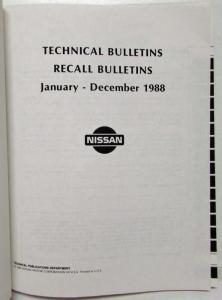 TECHNICAL BULLETINS
RECALL BULLETINS
January - December 1988
NISSAN
TECHNICAL PUBLICATIONS DEPARTMENT